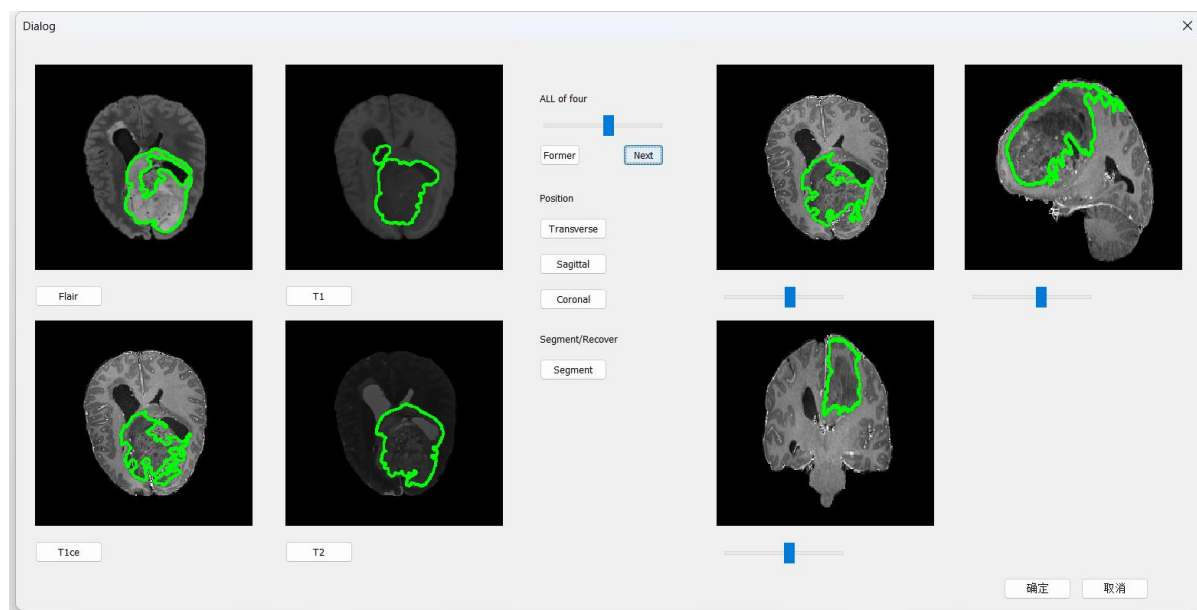 Dialog
ALL of four
Former
Next
Position
Transverse
Sagittal
Coronal
Segment/Recover
Segment
Flair
T1
T1ce
T2
确定
取消